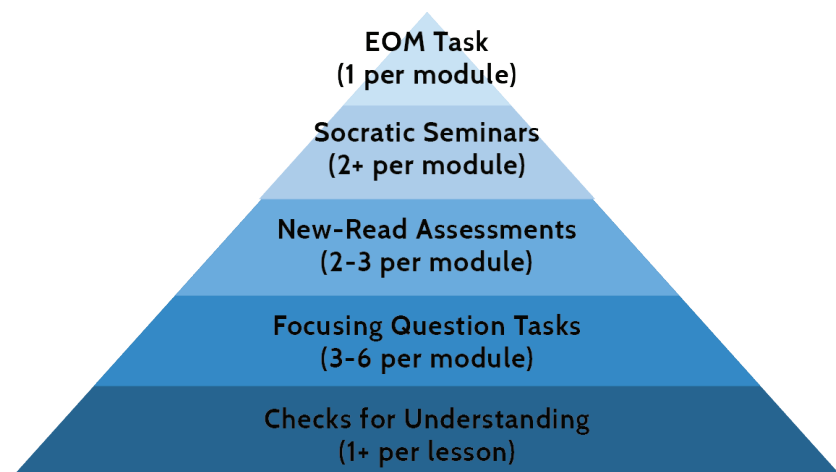 EOM Task
(1 per module)
Socratic Seminars
(2+ per module)
New-Read Assessments
(2-3 per module)
Focusing Question Tasks
(3-6 per module)
Checks for Understanding
(1+ per lesson)